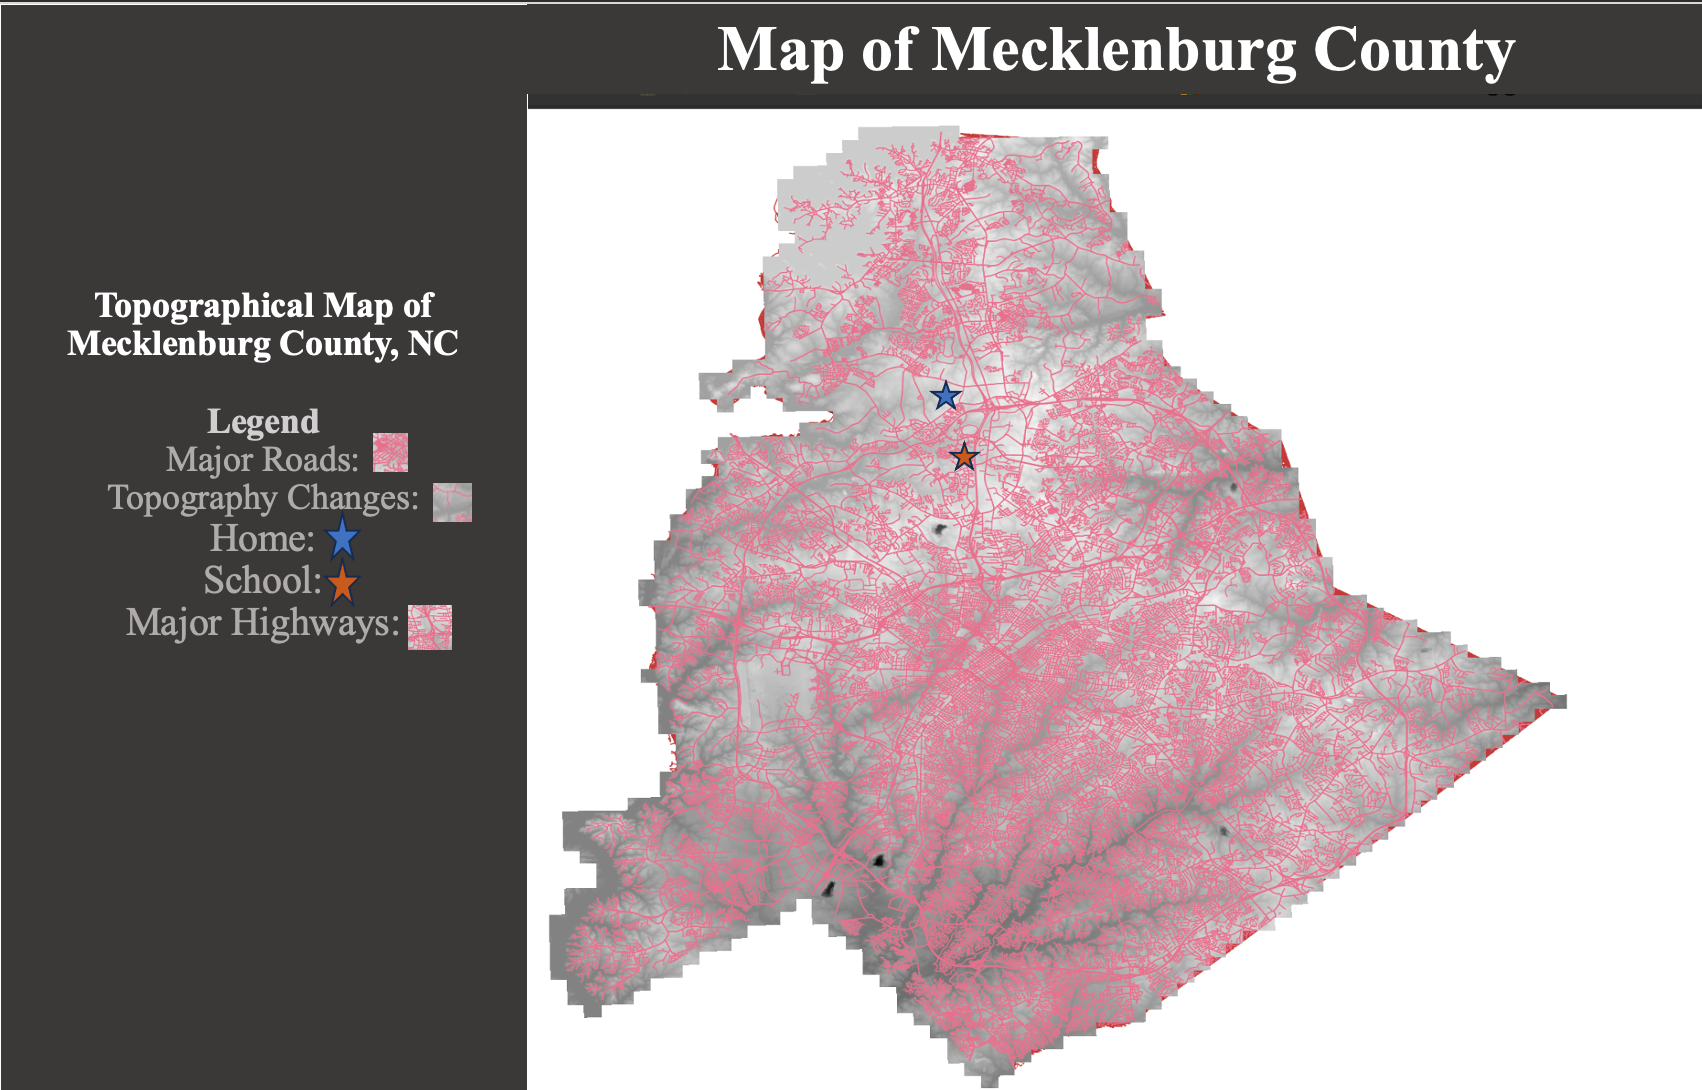 Map of Mecklenburg County
Topographical Map of
Mecklenburg County, NC
Legend
Major Roads:
Topography Changes:
Home:
School:
Major Highways: